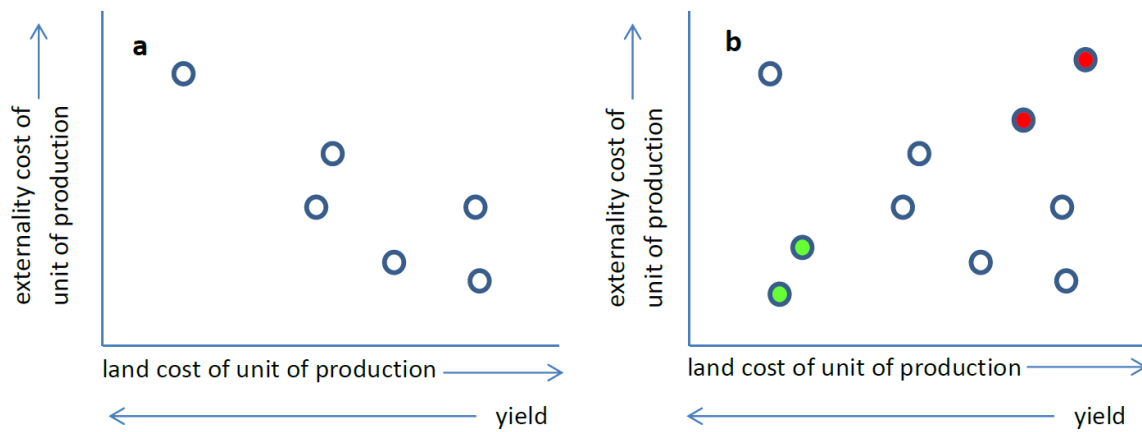 a
externality cost of
unit of production
land cost of unit of production
yield
b
externality cost of
unit of production
land cost of unit of production
yield